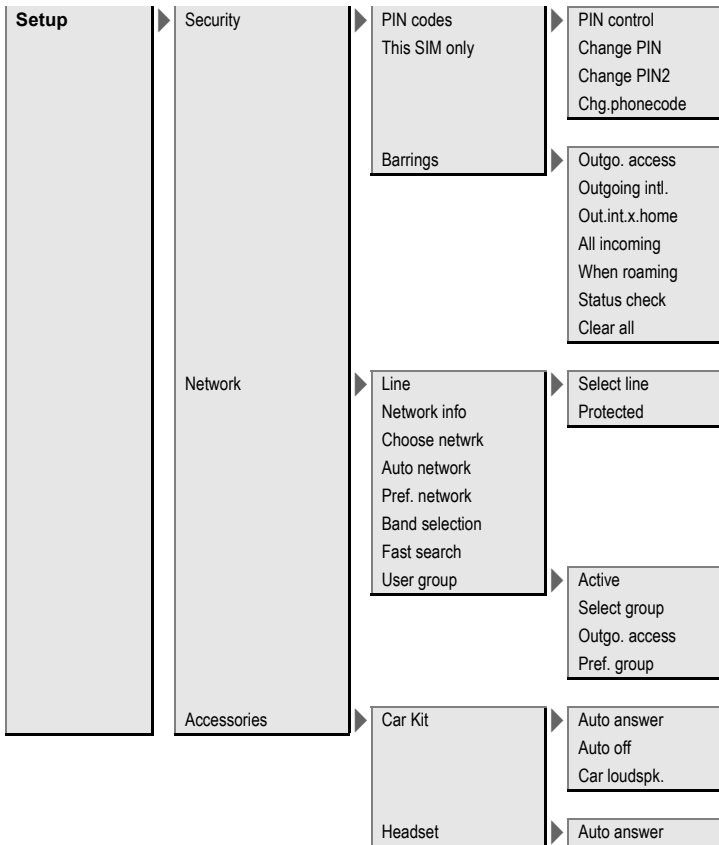 Setup
Security
PIN codes
PIN control
This SIM only
Change PIN
Change PIN2
Chg.phonecode
Barrings
Outgo. access
Outgoing intl.
Out.int.x.home
All incoming
When roaming
Status check
Clear all
Network
Line
Select line
Network info
Protected
Choose netwrk
Auto network
Pref. network
Band selection
Fast search
User group
Active
Select group
Outgo. access
Pref. group
Accessories
Car Kit
Auto answer
Auto off
Car loudspk.
Headset
Auto answer